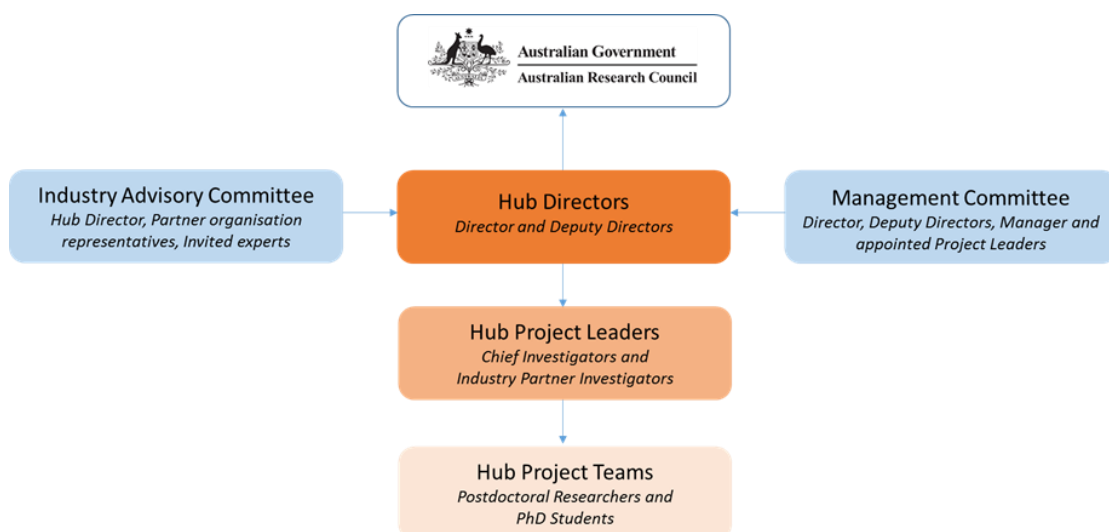 Australian Government
Australian Research Council
Industry Advisory Committee
Hub Director, Partner organisation
representatives, Invited experts
Hub Directors
Director and Deputy Directors
Management Committee
Director, Deputy Directors, Manager and
appointed Project Leaders
Hub Project Leaders
Chief Investigators and
Industry Partner Investigators
Hub Project Teams
Postdoctoral Researchers and
PhD Students